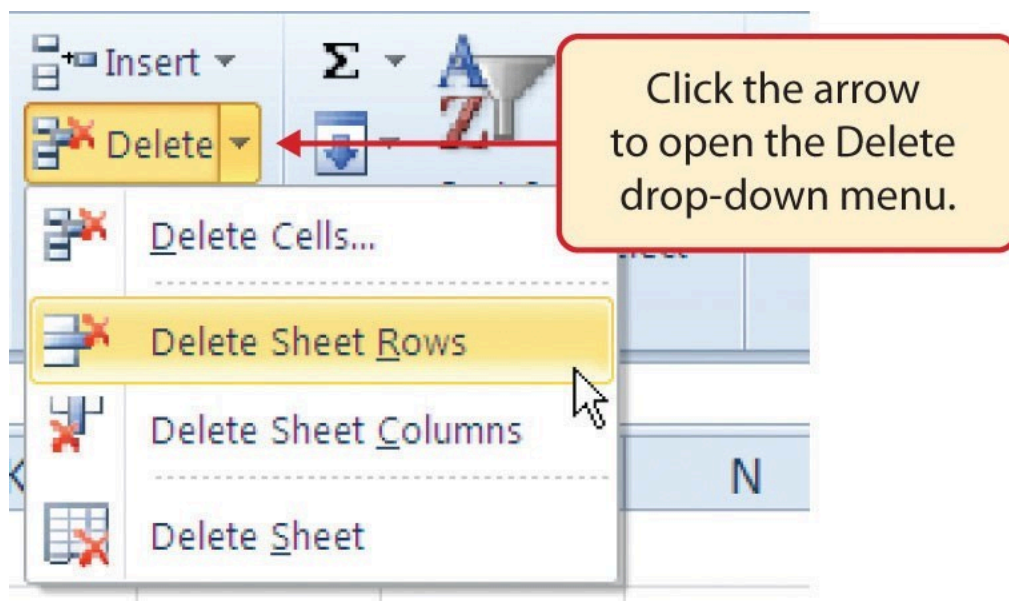 Insert
Σ
A
Z
Delete
Click the arrow
to open the Delete
drop-down menu.
Delete Cells...
Delete Sheet Rows
Delete Sheet Columns
N
Delete Sheet